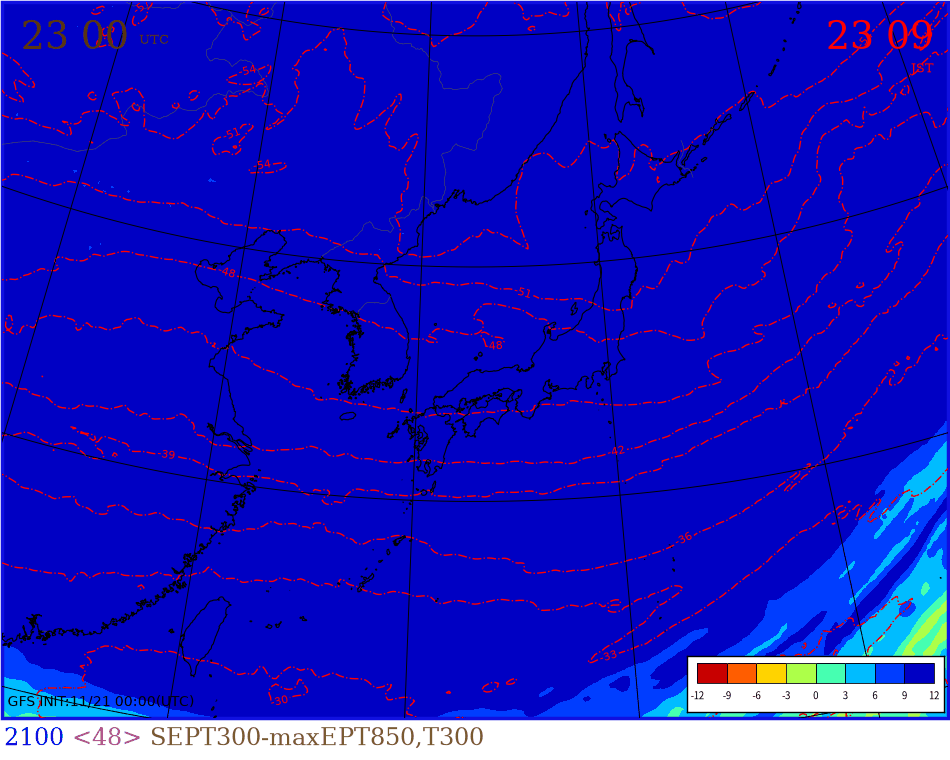 23 00 UTC
23 09
JST
-54
-51
-54
-48
-51
-48
-42
-39
-36
-33
-30
-12 -9 -6 -3 0 3 6 9 12
GFS INIT:11/21 00:00(UTC)
2100 <48> SEPT300-maxEPT850,T300